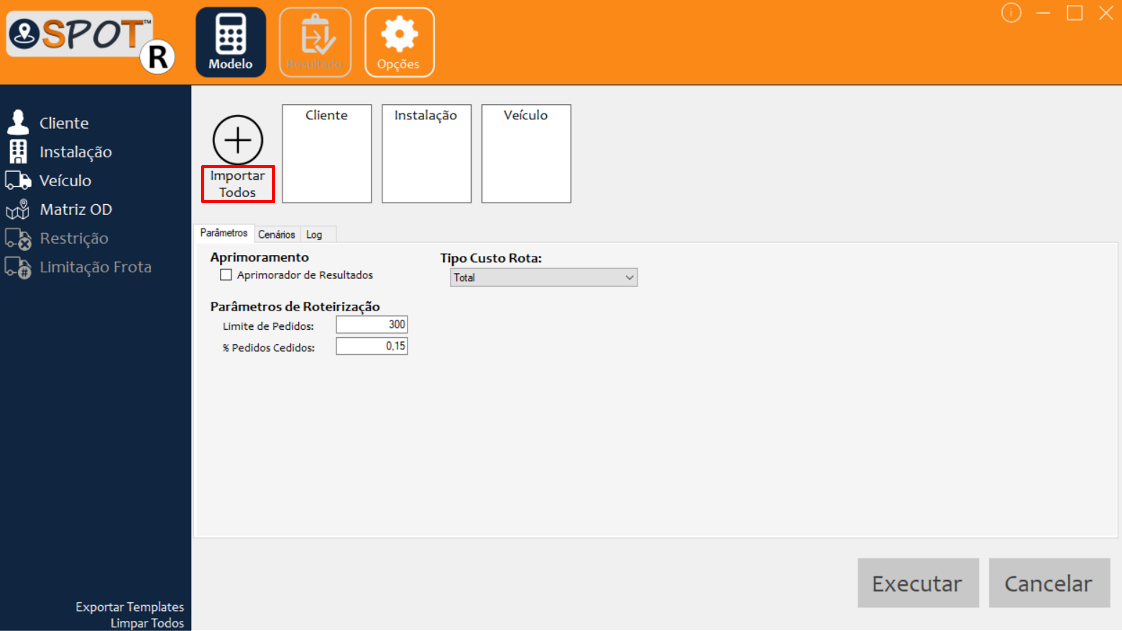 SPOT™
R
Modelo
Resultado
Opções
Cliente
Instalação
Veículo
Matriz OD
Restrição
Limitação Frota
Exportar Templates
Limpar Todos
Importar
Todos
Cliente
Instalação
Veículo
Parâmetros
Cenários
Log
Aprimoramento
Aprimorador de Resultados
Tipo Custo Rota:
Total
Parâmetros de Roteirização
Limite de Pedidos:
300
% Pedidos Cedidos:
0,15
Executar
Cancelar